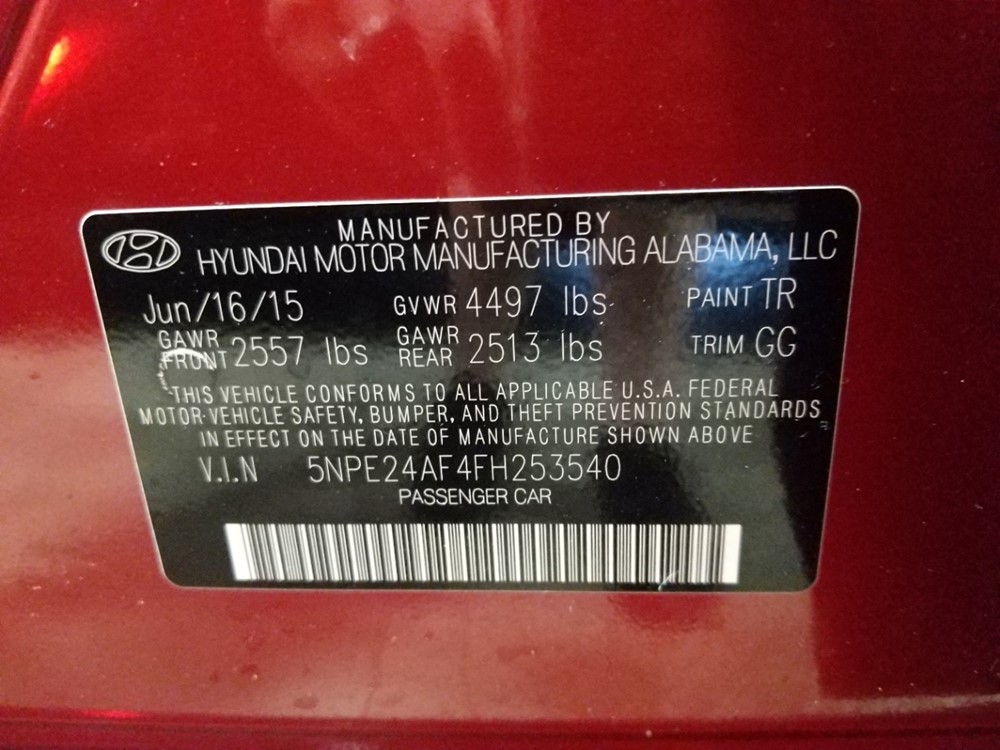 MANUFACTURED BY
HYUNDAI MOTOR MANUFACTURING ALABAMA, LLC
Jun/16/15 GVWR 4497 lbs PAINT TR
GAWR FRONT 2557 lbs GAWR REAR 2513 lbs TRIM GG
THIS VEHICLE CONFORMS TO ALL APPLICABLE U.S.A. FEDERAL
MOTOR VEHICLE SAFETY, BUMPER, AND THEFT PREVENTION STANDARDS
IN EFFECT ON THE DATE OF MANUFACTURE SHOWN ABOVE
V.I.N 5NPE24AF4FH253540
PASSENGER CAR